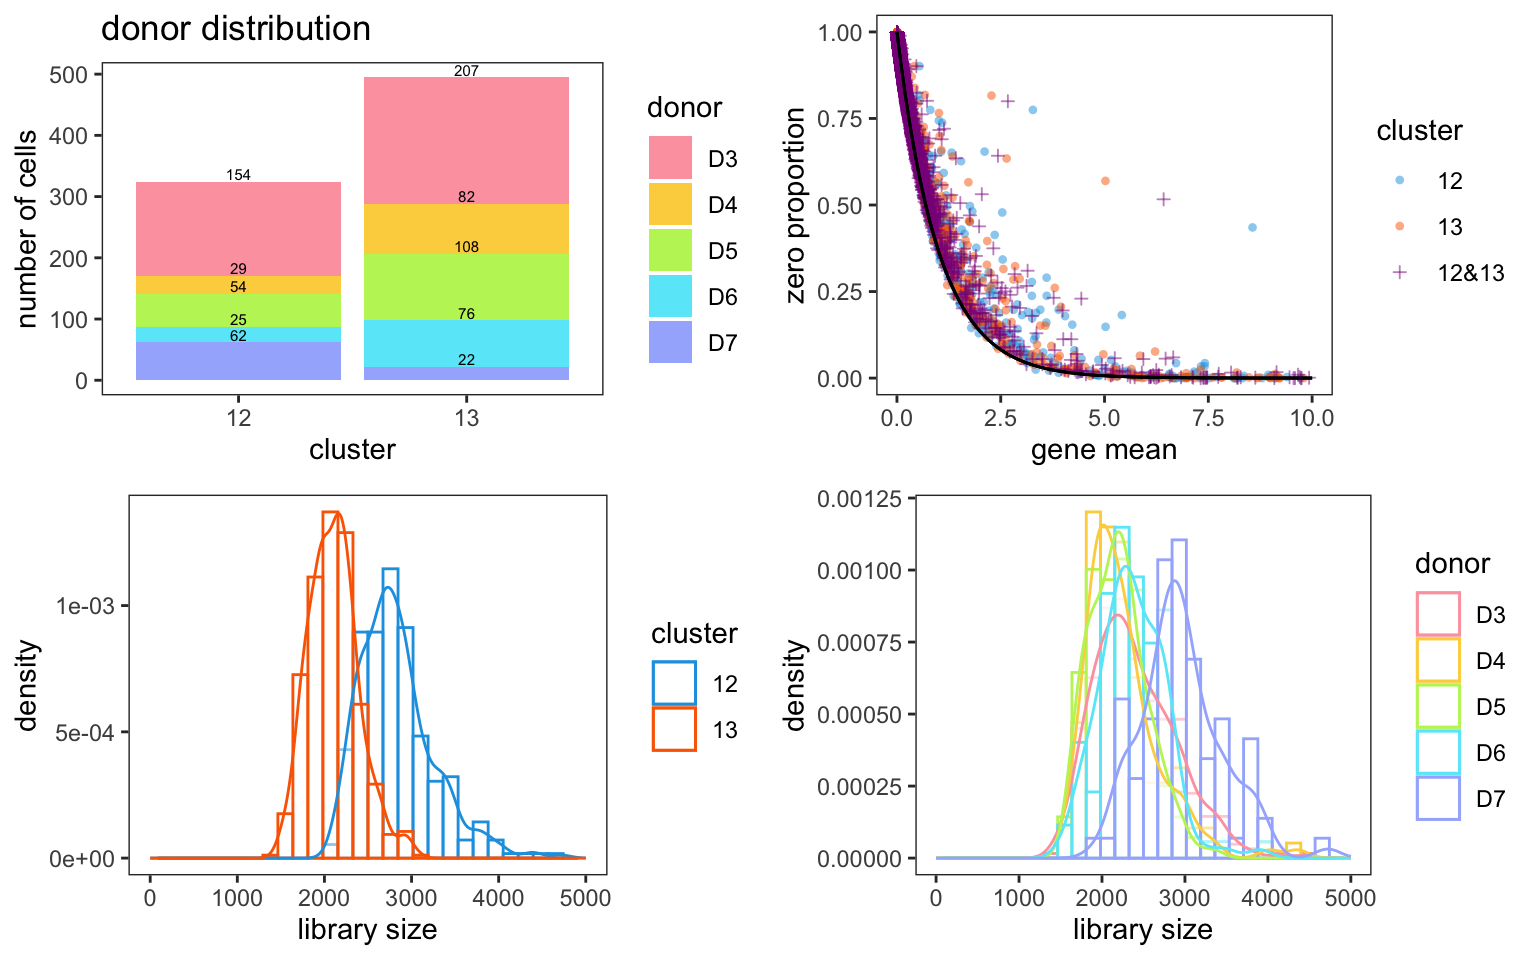 donor distribution
number of cells
500
400
300
200
100
0
154
29
54
25
62
207
82
108
76
22
12
13
cluster
donor
D3
D4
D5
D6
D7
zero proportion
1.00
0.75
0.50
0.25
0.00
0.0
2.5
5.0
7.5
10.0
gene mean
cluster
12
13
12&13
density
1e-03
5e-04
0e+00
0
1000
2000
3000
4000
5000
library size
cluster
12
13
density
0.00125
0.00100
0.00075
0.00050
0.00025
0.00000
0
1000
2000
3000
4000
5000
library size
donor
D3
D4
D5
D6
D7